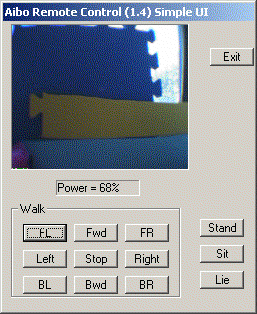 Aibo Remote Control (1.4) Simple UI
Exit
Power = 68%
Walk
FL Fwd FR
Stand
Left Stop Right
Sit
BL Bwd BR
Lie